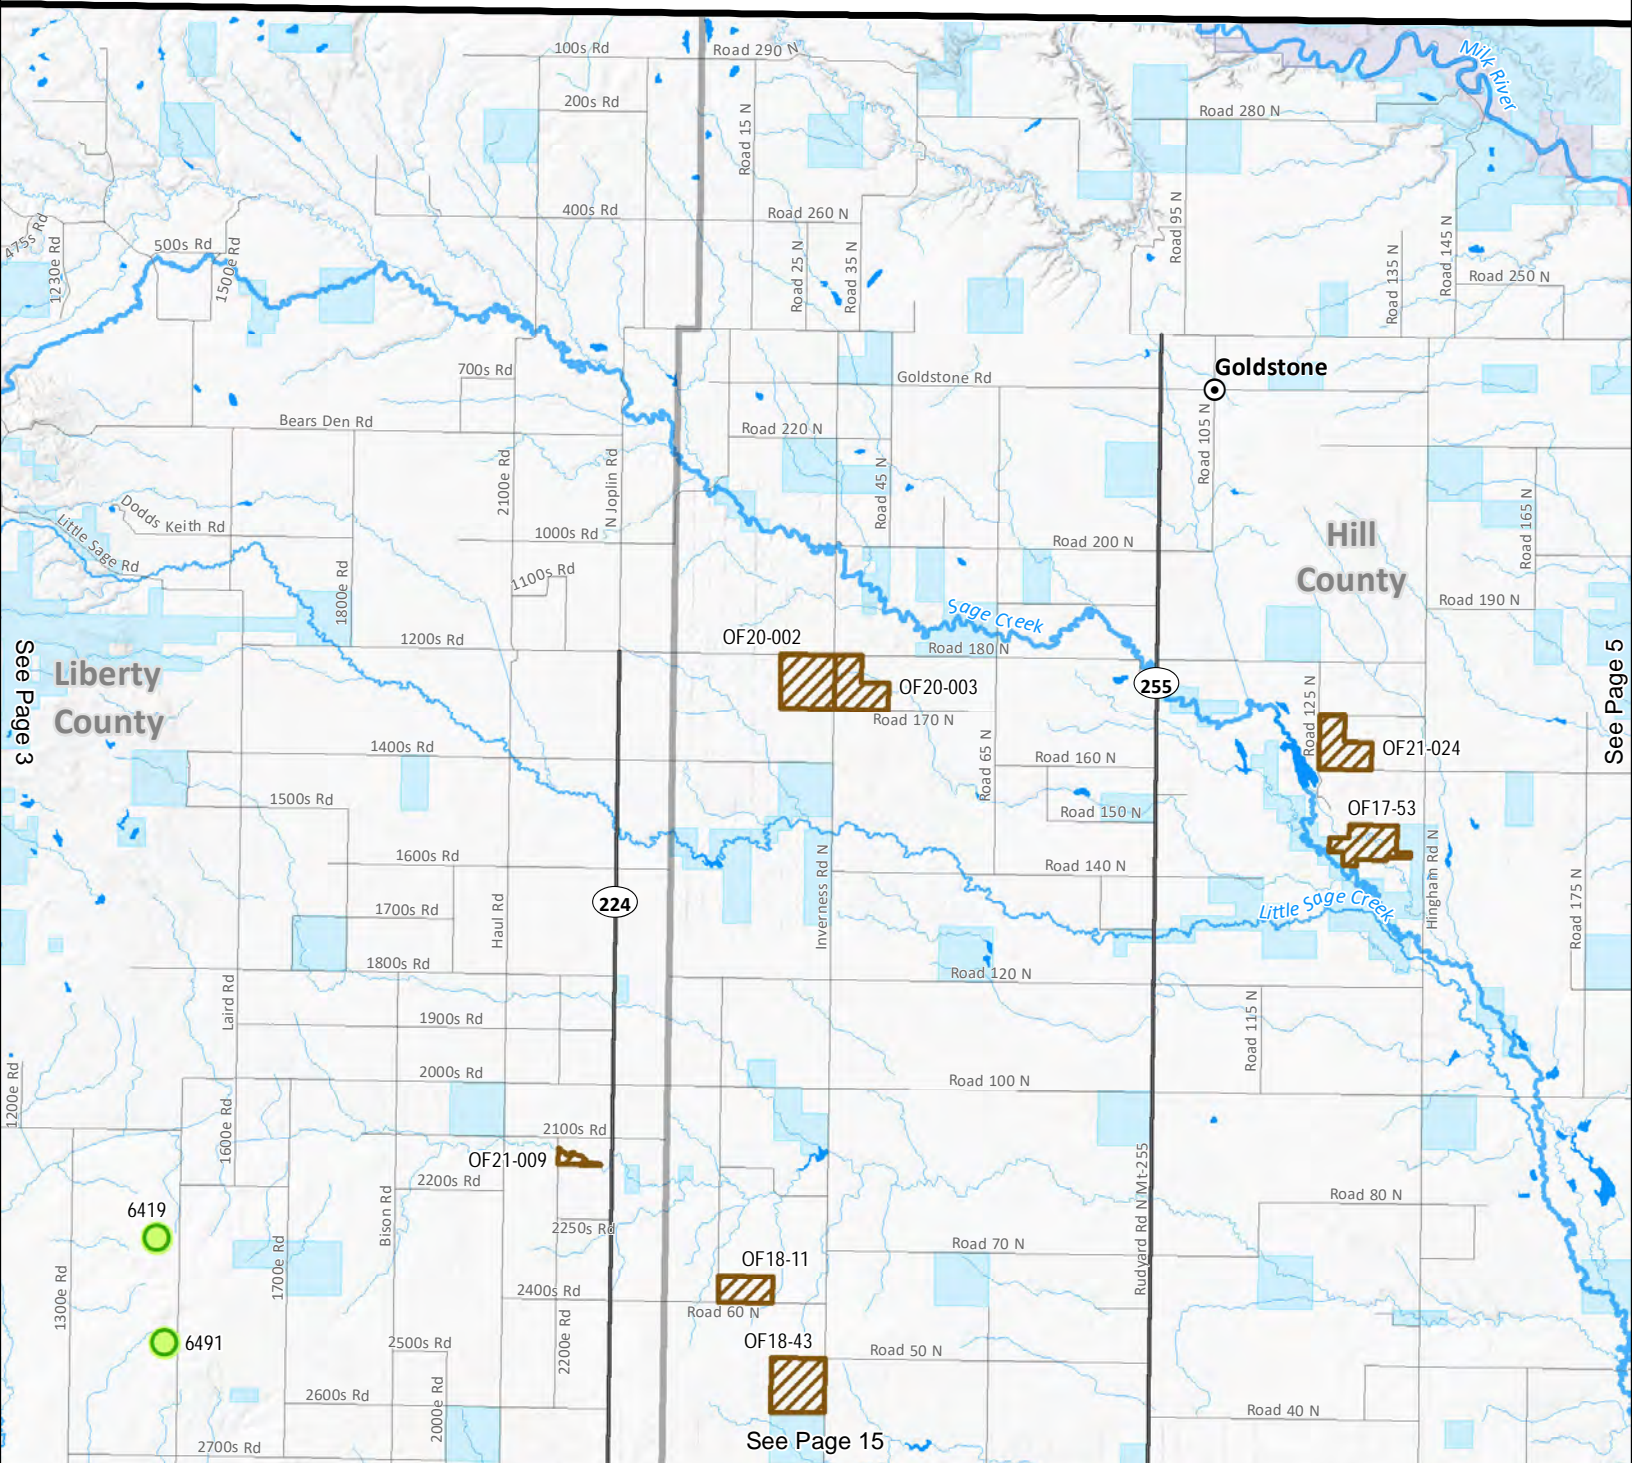 100s Rd
Road 290 N
Milk River
200s Rd
Road 15 N
Road 280 N
400s Rd
Road 260 N
Road 95 N
475s Rd
1230e Rd
500s Rd
1500e Rd
Road 25 N
Road 35 N
Road 135 N
Road 145 N
Road 250 N
700s Rd
Goldstone Rd
Goldstone
Bears Den Rd
Road 220 N
Road 105 N
2100e Rd
N Joplin Rd
Road 45 N
Dodds Keith Rd
Little Sage Rd
1000s Rd
Road 200 N
Hill
County
Road 165 N
1100s Rd
1800e Rd
Sage Creek
Road 190 N
1200s Rd
OF20-002
Road 180 N
See Page 3
Liberty
County
OF20-003
255
See Page 5
Road 170 N
Road 125 N
OF21-024
1400s Rd
Road 65 N
Road 160 N
1500s Rd
Road 150 N
OF17-53
1600s Rd
Road 140 N
Inverness Rd N
Hingham Rd N
224
1700s Rd
Haul Rd
Little Sage Creek
Road 175 N
1800s Rd
Road 120 N
Laird Rd
1900s Rd
Road 115 N
1200e Rd
2000s Rd
Road 100 N
1600e Rd
2100s Rd
OF21-009
2200s Rd
Rudyard Rd N Mt-255
Road 80 N
6419
Bison Rd
2250s Rd
1700e Rd
Road 70 N
OF18-11
1300e Rd
2400s Rd
Road 60 N
6491
2500s Rd
2200e Rd
OF18-43
Road 50 N
2600s Rd
2000e Rd
Road 40 N
2700s Rd
See Page 15